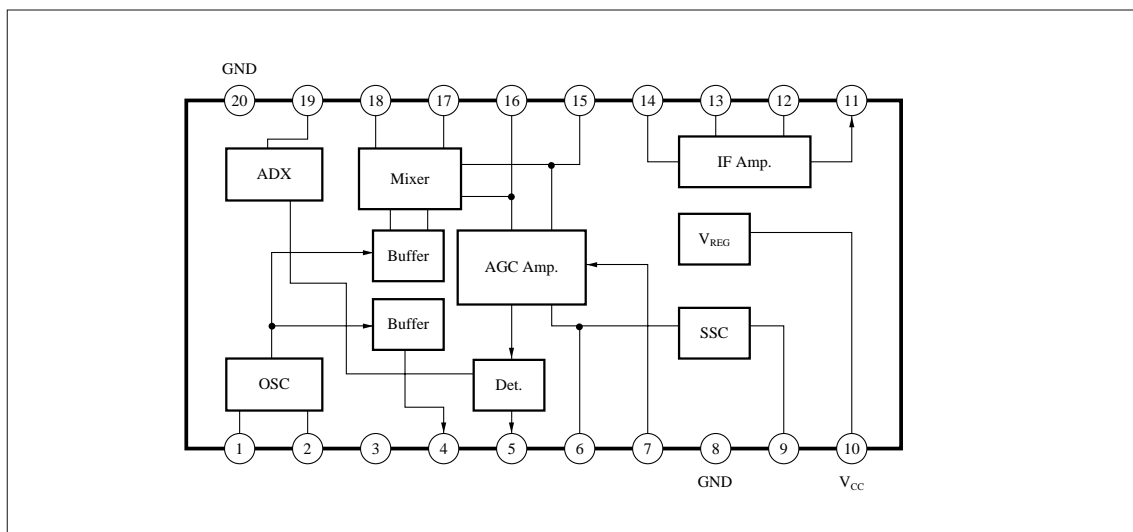 GND
20 19 18 17 16 15 14 13 12 11
ADX
Mixer
IF Amp.
Buffer
AGC Amp.
VREG
Buffer
SSC
OSC
Det.
1 2 3 4 5 6 7 8 9 10
GND VCC